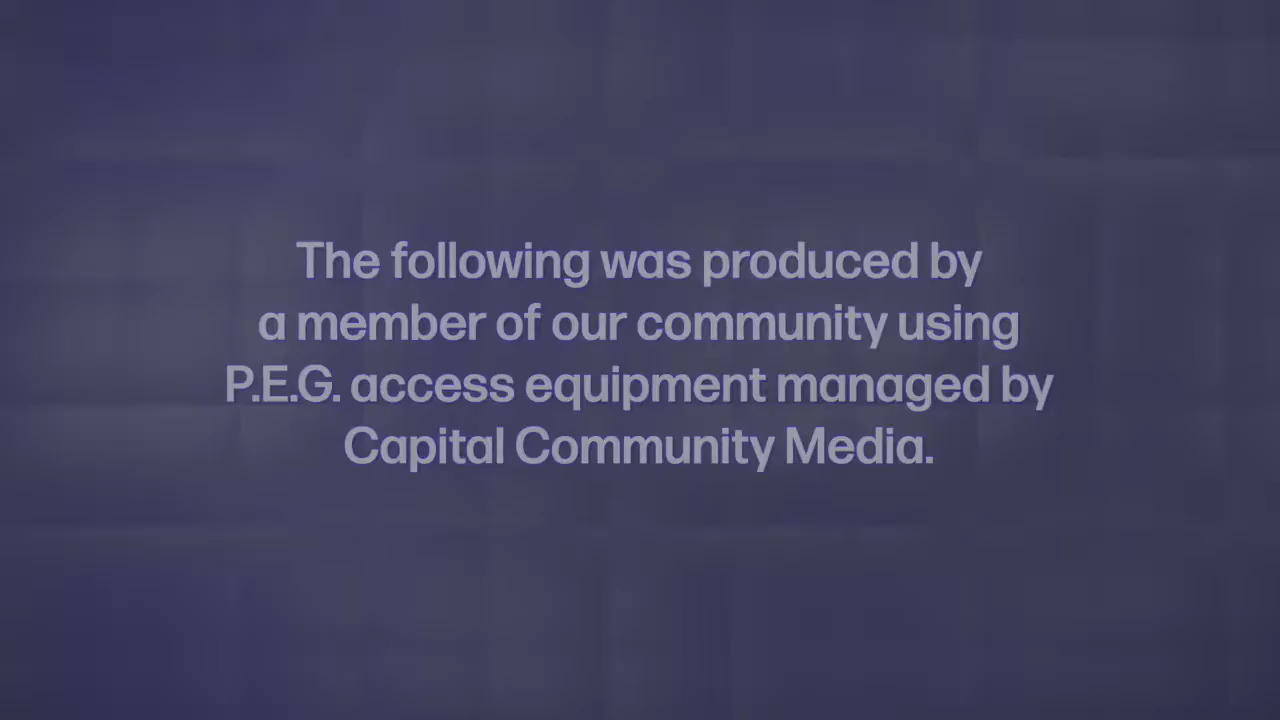 The following was produced by
a member of our community using
P.E.G. access equipment managed by
Capital Community Media.